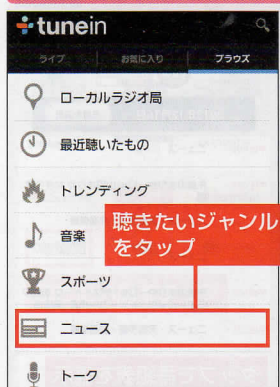 tunein
ライブ
お気に入り
ブラウズ
ローカルラジオ局
最近聴いたもの
トレンディング
音楽
聴きたいジャンル
をタップ
スポーツ
ニュース
トーク